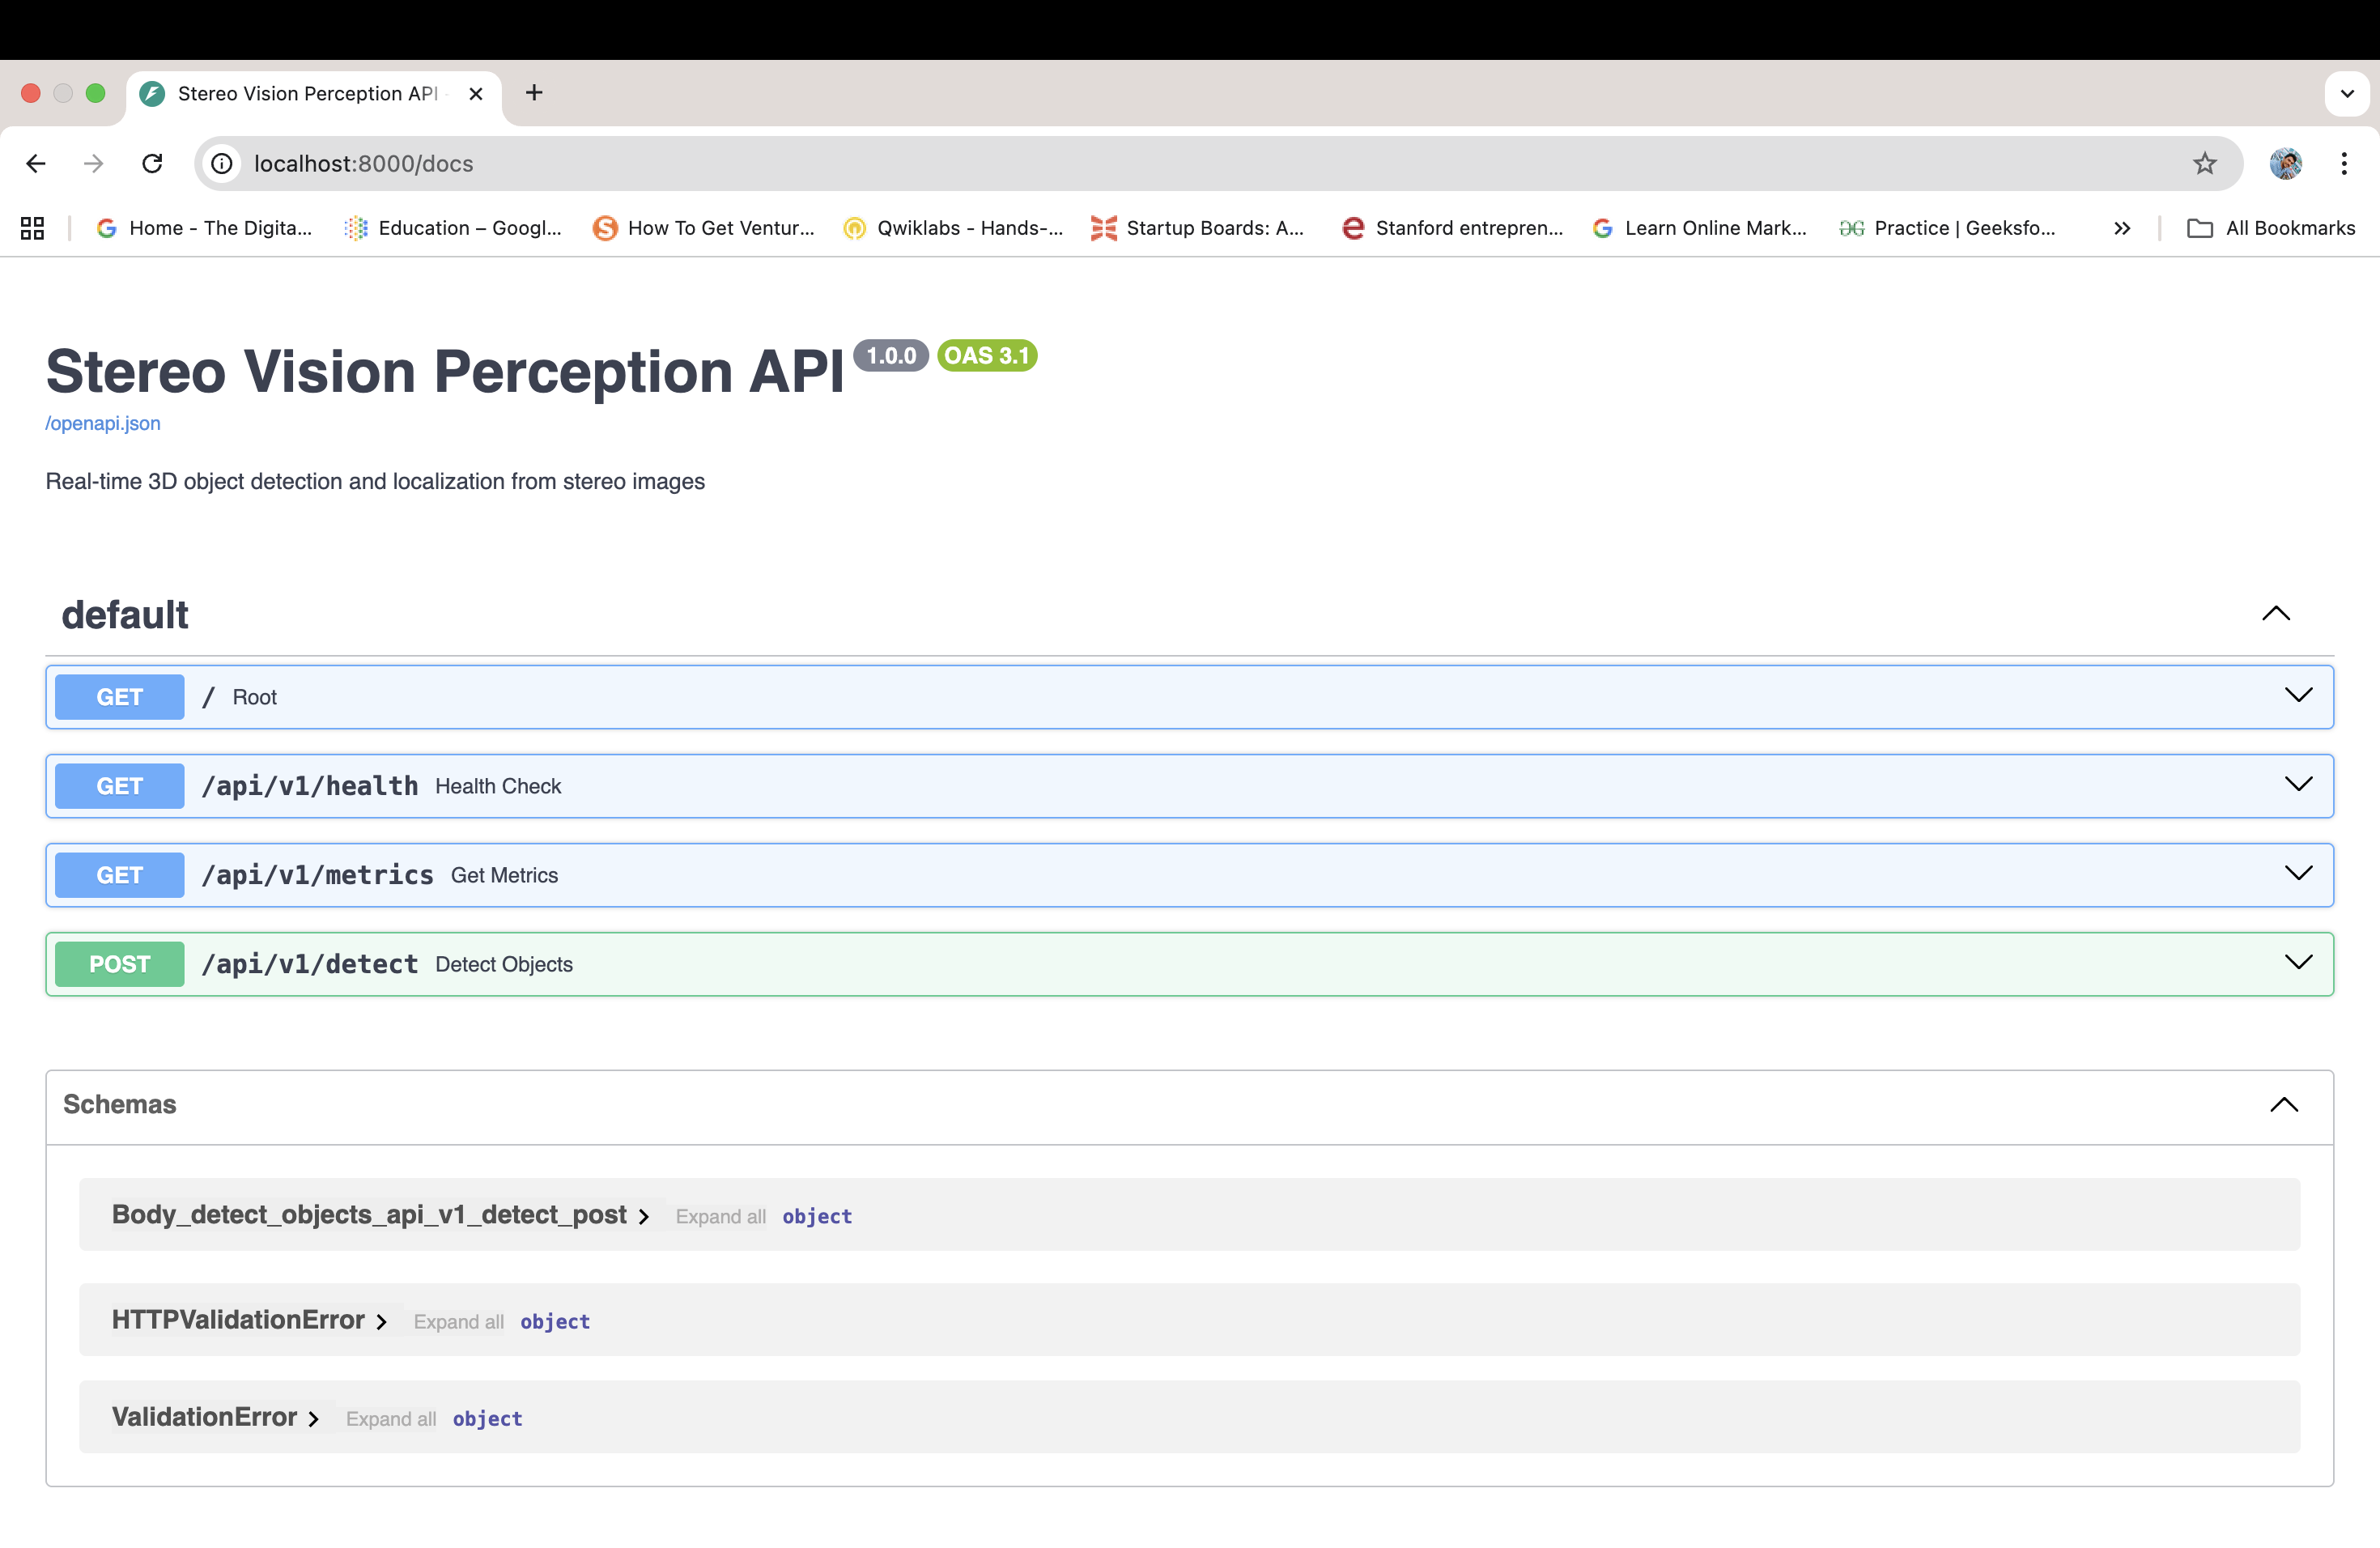 Stereo Vision Perception API
localhost:8000/docs
Home - The Digita... Education – Googl... How To Get Ventur... Qwiklabs - Hands-... Startup Boards: A... Stanford entrepren... Learn Online Mark... Practice | Geeksfo... All Bookmarks
Stereo Vision Perception API 1.0.0 OAS 3.1
/openapi.json
Real-time 3D object detection and localization from stereo images
default
GET / Root
GET /api/v1/health Health Check
GET /api/v1/metrics Get Metrics
POST /api/v1/detect Detect Objects
Schemas
Body_detect_objects_api_v1_detect_post Expand all object
HTTPValidationError Expand all object
ValidationError Expand all object